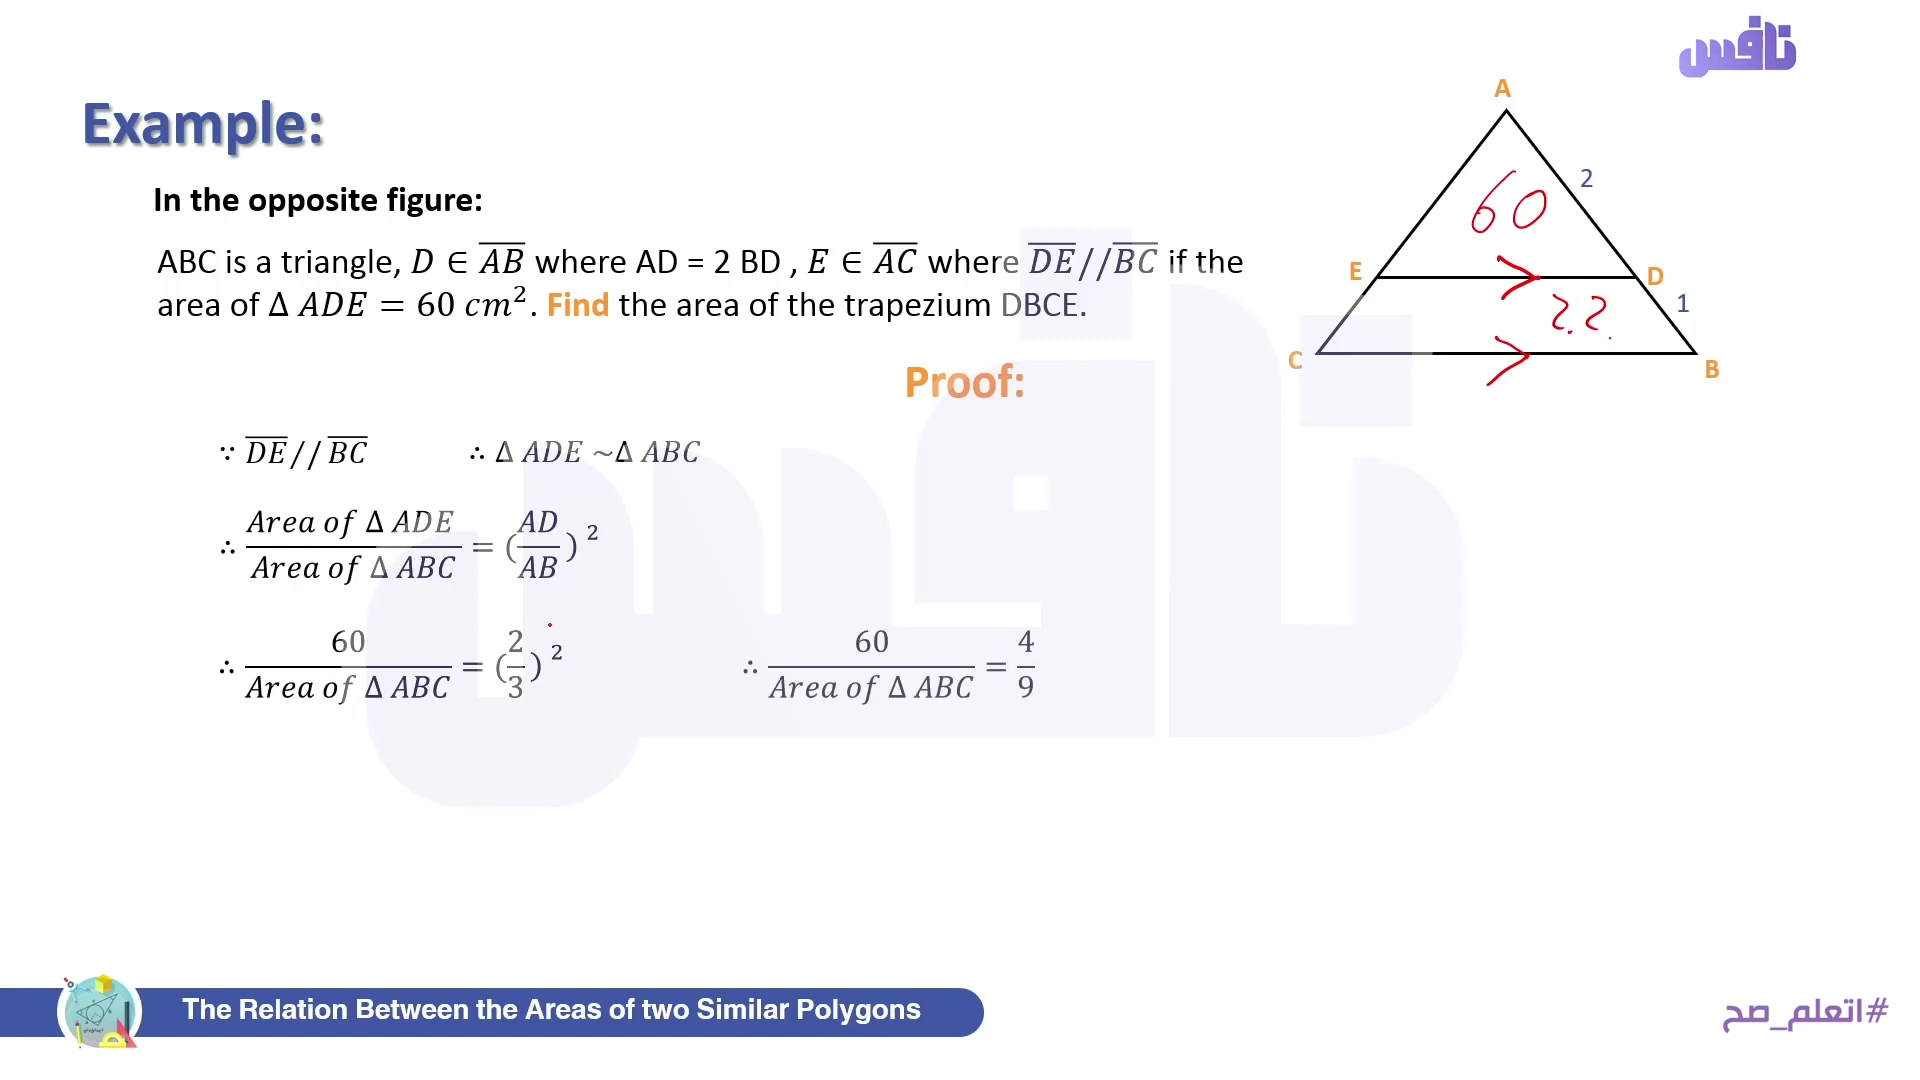 نافس
Example:
In the opposite figure:
ABC is a triangle, D ∈ AB where AD = 2 BD , E ∈ AC where DE//BC if the
area of Δ ADE = 60 cm². Find the area of the trapezium DBCE.
A
2
60
E
D
?.?.
1
C
B
Proof:
∵ DE//BC ∴ Δ ADE ~Δ ABC
∴ Area of Δ ADE / Area of Δ ABC = (AD/AB) ²
∴ 60 / Area of Δ ABC = (2/3) ² ∴ 60 / Area of Δ ABC = 4/9
The Relation Between the Areas of two Similar Polygons
#اتعلم_صح